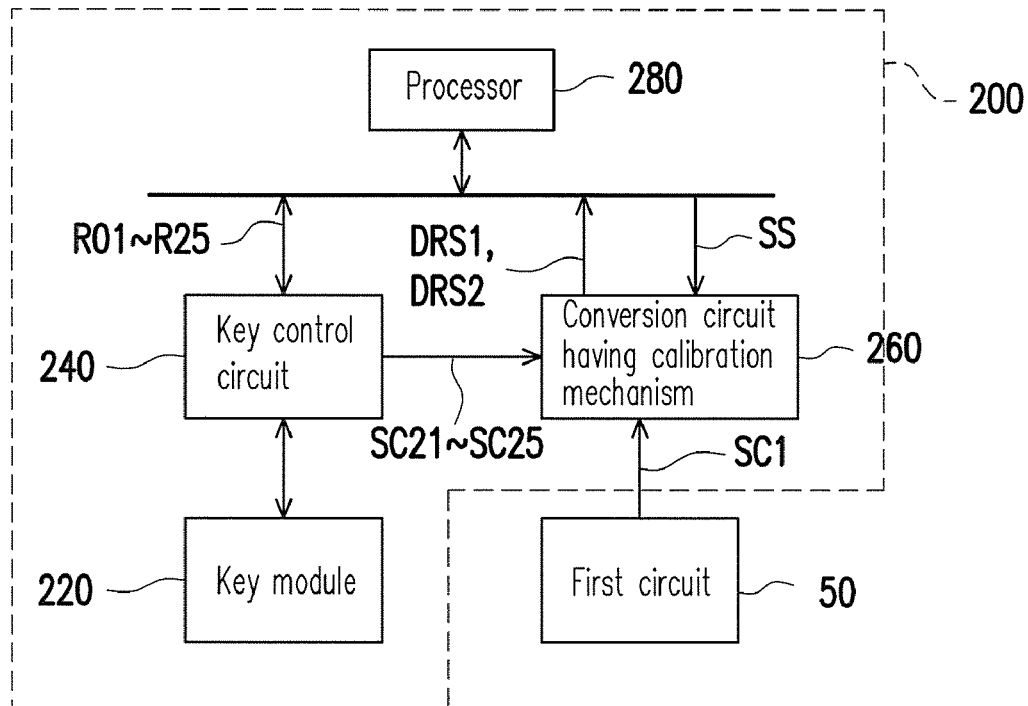 Processor
280
200
R01~R25
DRS1,
DRS2
SS
Key control
circuit
240
Conversion circuit
having calibration
mechanism
260
SC21~SC25
SC1
Key module
220
First circuit
50